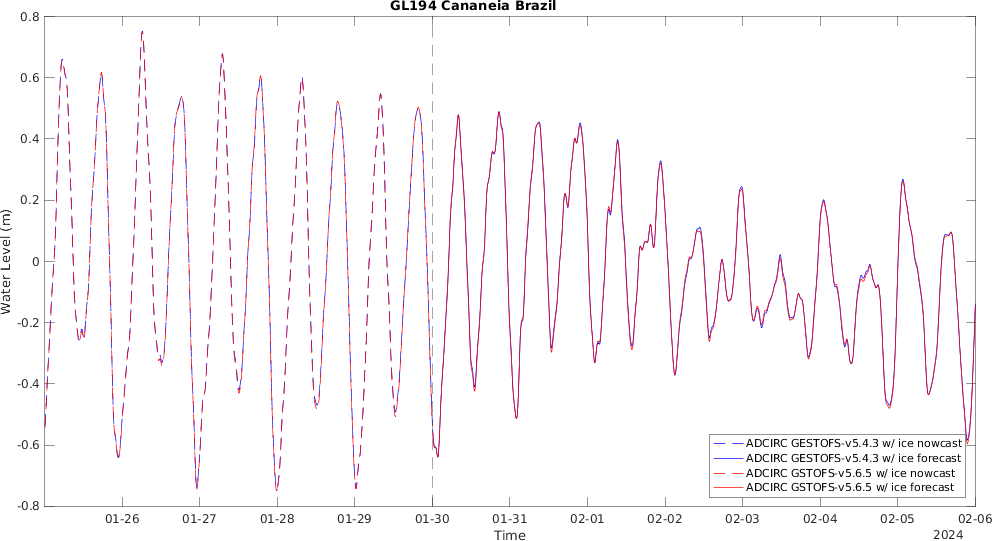 GL194 Cananeia Brazil
Water Level (m)
0.8
0.6
0.4
0.2
0
-0.2
-0.4
-0.6
-0.8
ADCIRC GESTOFS-v5.4.3 w/ ice nowcast
ADCIRC GESTOFS-v5.4.3 w/ ice forecast
ADCIRC GSTOFS-v5.6.5 w/ ice nowcast
ADCIRC GSTOFS-v5.6.5 w/ ice forecast
01-26 01-27 01-28 01-29 01-30 01-31 02-01 02-02 02-03 02-04 02-05 02-06
Time
2024